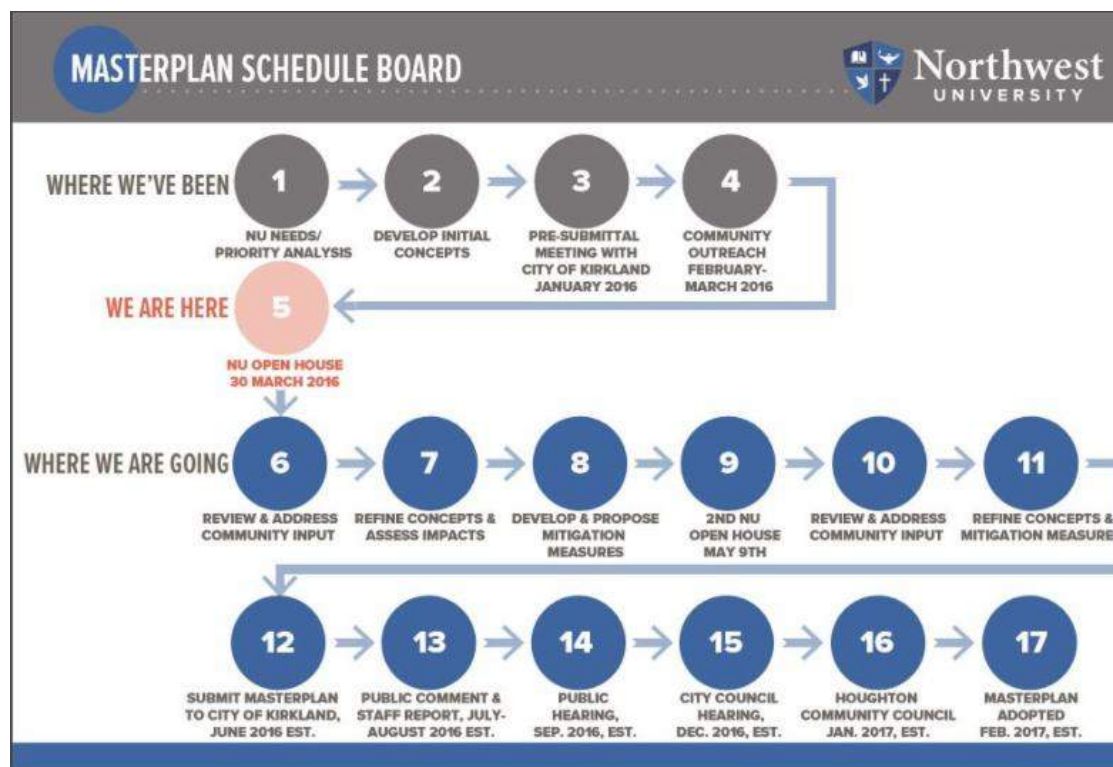 MASTERPLAN SCHEDULE BOARD
Northwest
UNIVERSITY
WHERE WE'VE BEEN
1
2
3
4
NU NEEDS/
PRIORITY ANALYSIS
DEVELOP INITIAL
CONCEPTS
PRE-SUBMITTAL
MEETING WITH
CITY OF KIRKLAND
JANUARY 2016
COMMUNITY
OUTREACH
FEBRUARY-
MARCH 2016
WE ARE HERE
5
NU OPEN HOUSE
30 MARCH 2016
WHERE WE ARE GOING
6
7
8
9
10
11
REVIEW & ADDRESS
COMMUNITY INPUT
REFINE CONCEPTS &
ASSESS IMPACTS
DEVELOP & PROPOSE
MITIGATION
MEASURES
2ND NU
OPEN HOUSE
MAY 9TH
REVIEW & ADDRESS
COMMUNITY INPUT
REFINE CONCEPTS &
MITIGATION MEASURE
12
13
14
15
16
17
SUBMIT MASTERPLAN
TO CITY OF KIRKLAND,
JUNE 2016 EST.
PUBLIC COMMENT &
STAFF REPORT, JULY-
AUGUST 2016 EST.
PUBLIC
HEARING,
SEP. 2016, EST.
CITY COUNCIL
HEARING,
DEC. 2016, EST.
HOUGHTON
COMMUNITY COUNCIL
JAN. 2017, EST.
MASTERPLAN
ADOPTED
FEB. 2017, EST.